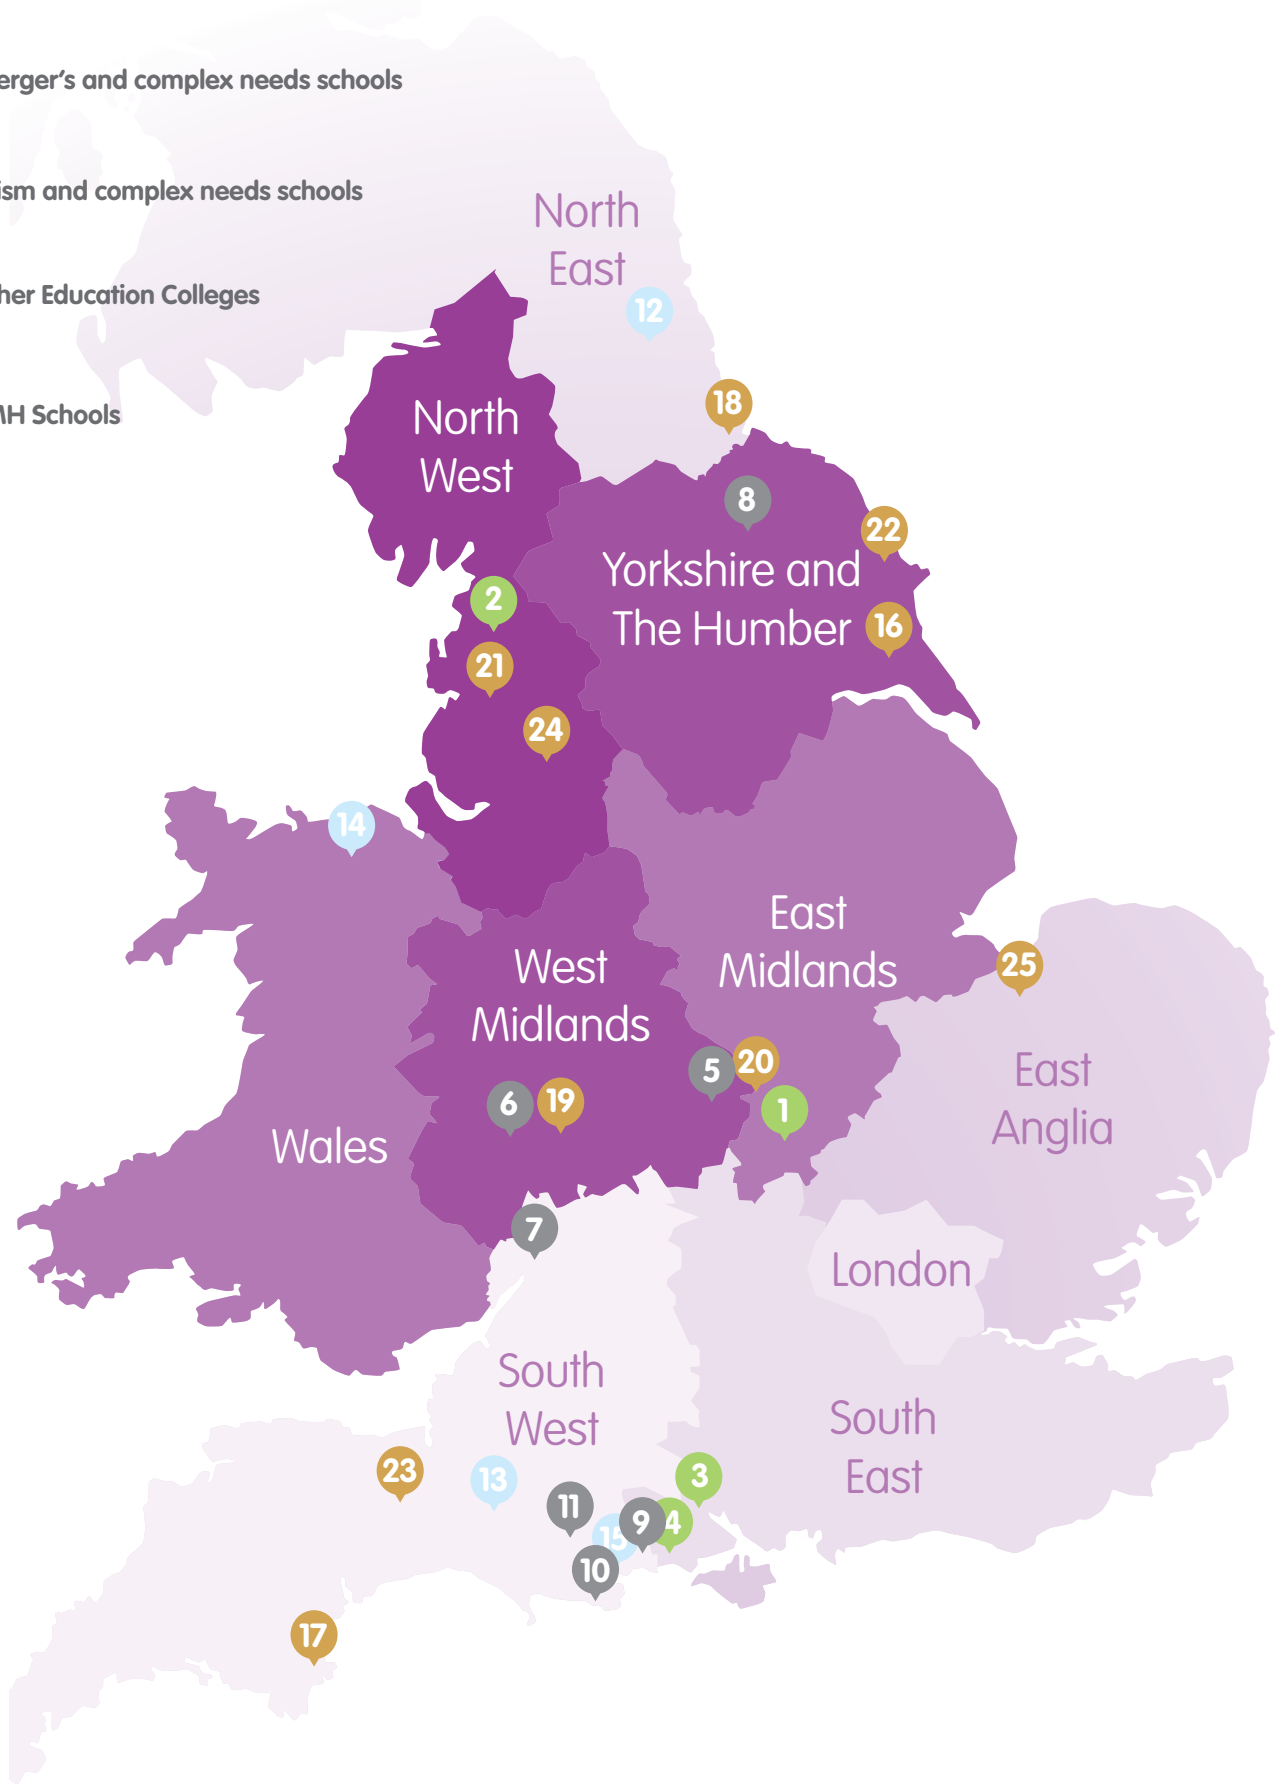 erger's and complex needs schools
ism and complex needs schools
her Education Colleges
MH Schools
North
East
12
18
North
West
8
22
Yorkshire and
The Humber
16
2
21
24
14
East
Midlands
25
West
Midlands
5
20
6
19
1
East
Anglia
Wales
7
London
South
West
South
East
23
13
3
11
9
4
15
10
17